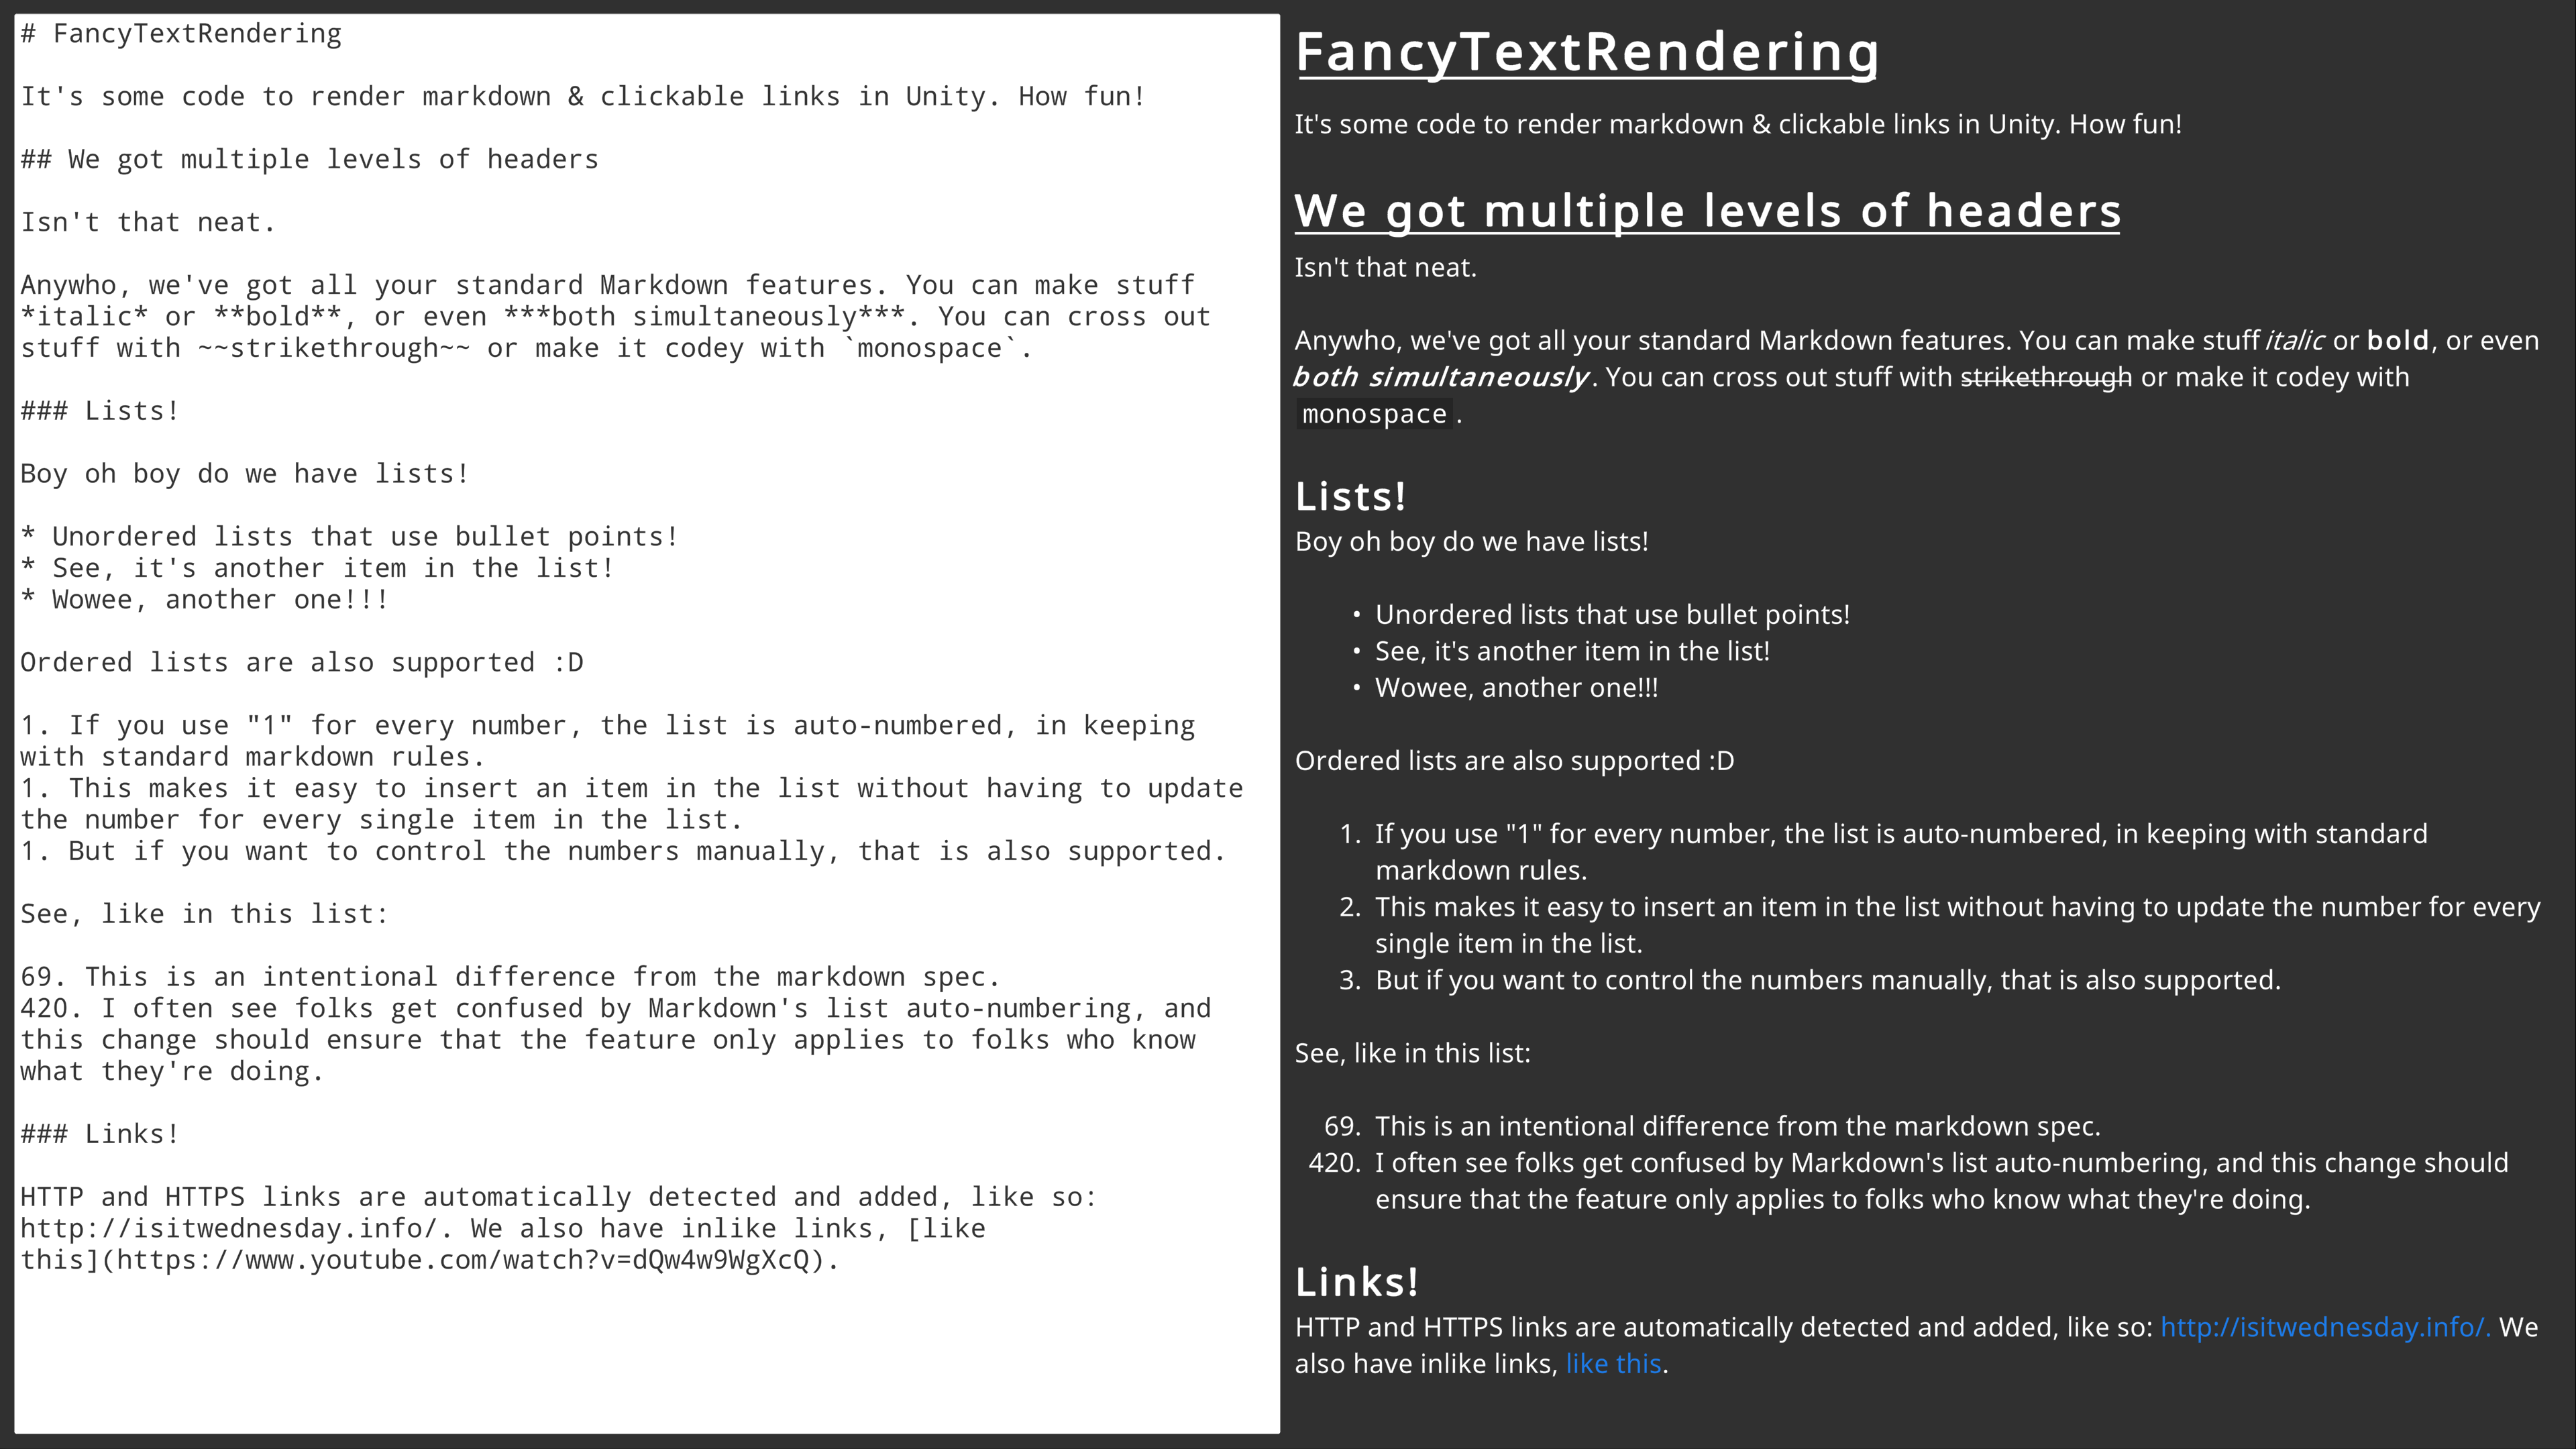 # FancyTextRendering
It's some code to render markdown & clickable links in Unity. How fun!
## We got multiple levels of headers
Isn't that neat.
Anywho, we've got all your standard Markdown features. You can make stuff
*italic* or **bold**, or even ***both simultaneously***. You can cross out
stuff with ~~strikethrough~~ or make it codey with `monospace`.
### Lists!
Boy oh boy do we have lists!
* Unordered lists that use bullet points!
* See, it's another item in the list!
* Wowee, another one!!!
Ordered lists are also supported :D
1. If you use "1" for every number, the list is auto-numbered, in keeping
with standard markdown rules.
1. This makes it easy to insert an item in the list without having to update
the number for every single item in the list.
1. But if you want to control the numbers manually, that is also supported.
See, like in this list:
69. This is an intentional difference from the markdown spec.
420. I often see folks get confused by Markdown's list auto-numbering, and
this change should ensure that the feature only applies to folks who know
what they're doing.
### Links!
HTTP and HTTPS links are automatically detected and added, like so:
http://isitwednesday.info/. We also have inlike links, [like
this](https://www.youtube.com/watch?v=dQw4w9WgXcQ).
FancyTextRendering
It's some code to render markdown & clickable links in Unity. How fun!
We got multiple levels of headers
Isn't that neat.
Anywho, we've got all your standard Markdown features. You can make stuff italic or bold, or even
both simultaneously. You can cross out stuff with strikethrough or make it codey with
monospace.
Lists!
Boy oh boy do we have lists!
• Unordered lists that use bullet points!
• See, it's another item in the list!
• Wowee, another one!!!
Ordered lists are also supported :D
1. If you use "1" for every number, the list is auto-numbered, in keeping with standard
markdown rules.
2. This makes it easy to insert an item in the list without having to update the number for every
single item in the list.
3. But if you want to control the numbers manually, that is also supported.
See, like in this list:
69. This is an intentional difference from the markdown spec.
420. I often see folks get confused by Markdown's list auto-numbering, and this change should
ensure that the feature only applies to folks who know what they're doing.
Links!
HTTP and HTTPS links are automatically detected and added, like so: http://isitwednesday.info/. We
also have inlike links, like this.